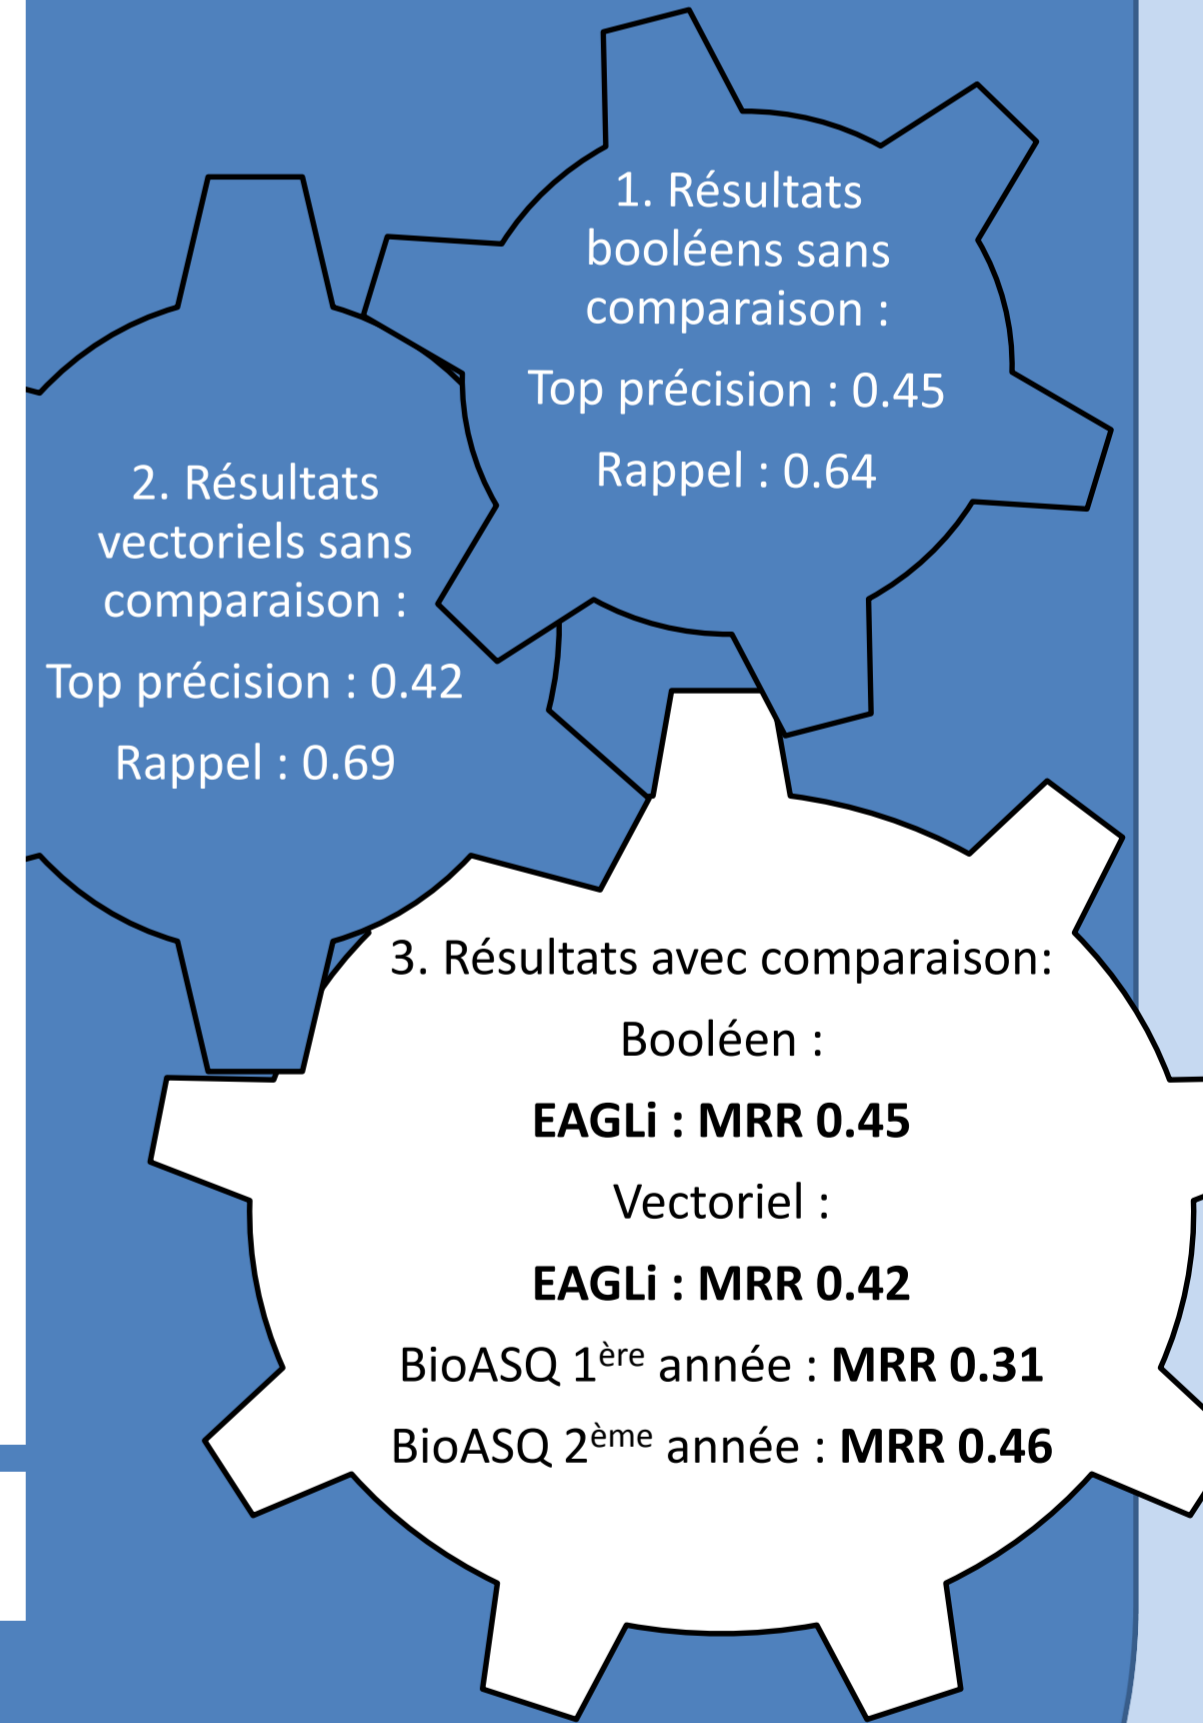 1. Résultats
booléens sans
comparaison :
Top précision : 0.45
Rappel : 0.64
2. Résultats
vectoriels sans
comparaison :
Top précision : 0.42
Rappel : 0.69
3. Résultats avec comparaison:
Booléen :
EAGLi : MRR 0.45
Vectoriel :
EAGLi : MRR 0.42
BioASQ 1ère année : MRR 0.31
BioASQ 2ème année : MRR 0.46